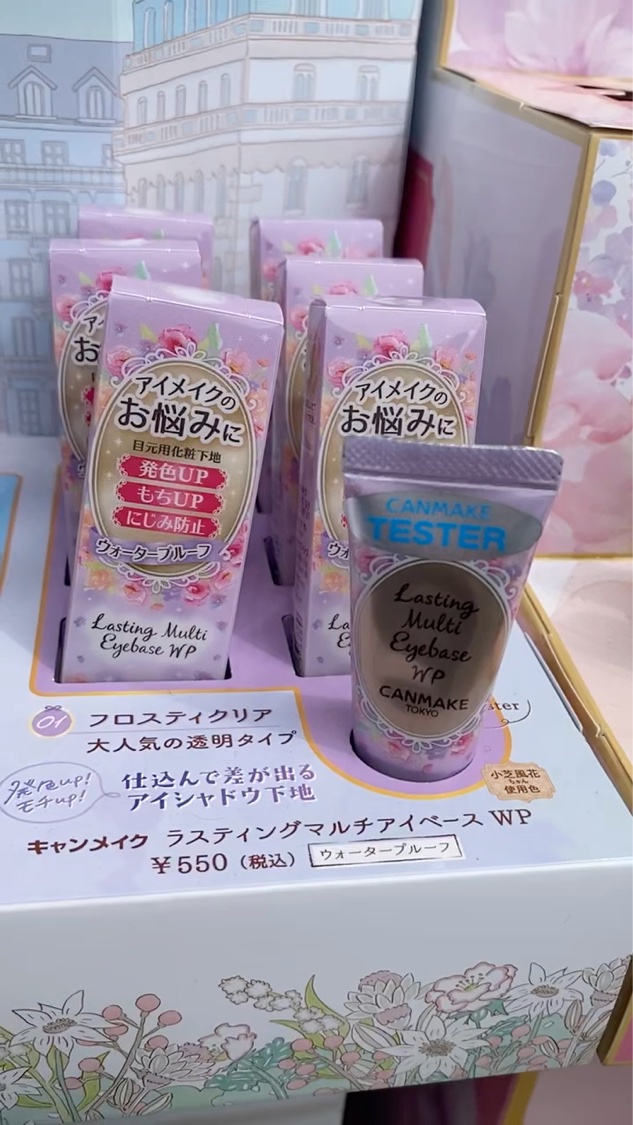 アイメイクの
お悩みに
目元用化粧下地
発色UP
もちUP
にじみ防止
ウォータープルーフ
Lasting Multi
Eyebase WP
アイメイクの
お悩みに
CANMAKE
TESTER
Lasting
Multi
Eyebase
WP
CANMAKE
TOKYO
01 フロスティクリア
大人気の透明タイプ
発色up!
モチup!
仕込んで差が出る
アイシャドウ下地
小芝風花
ちゃん
使用色
キャンメイク ラスティングマルチアイベース WP
¥550（税込） ウォータープルーフ